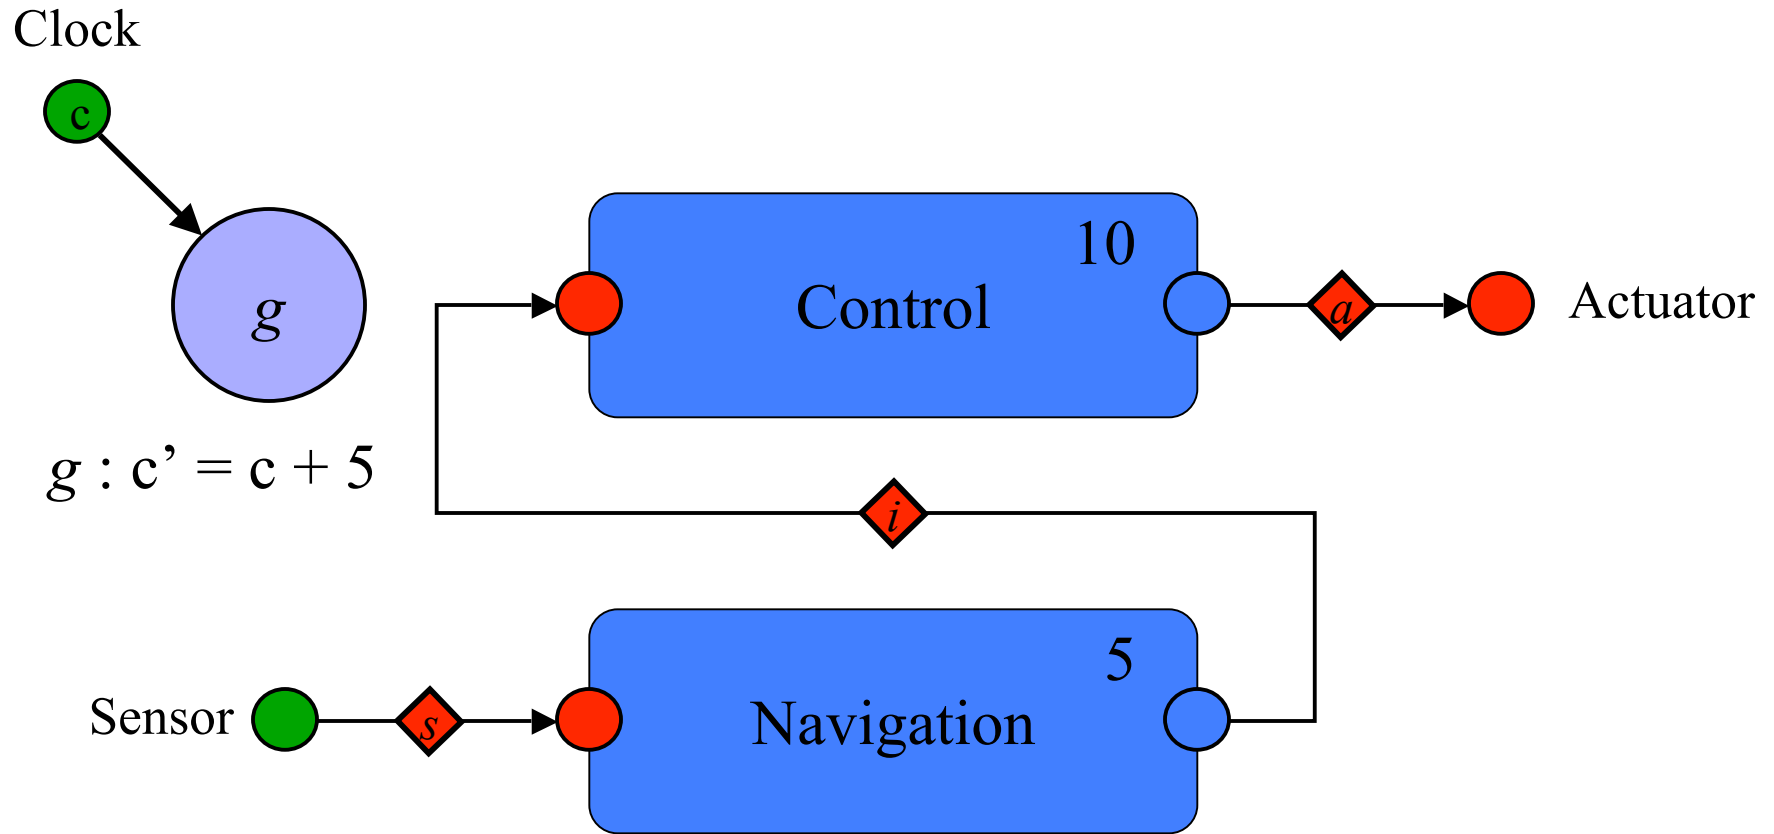 Clock
c
g
g : c’ = c + 5
10
Control
a
Actuator
i
5
Sensor
s
Navigation